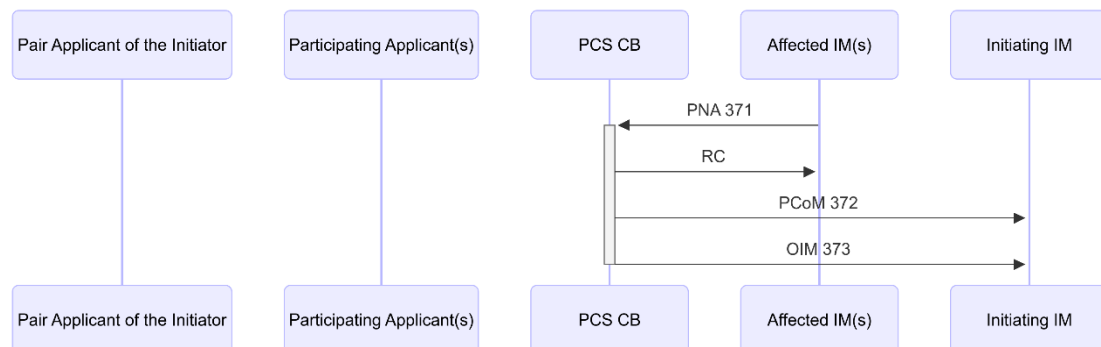 Pair Applicant of the Initiator
Participating Applicant(s)
PCS CB
Affected IM(s)
Initiating IM
PNA 371
RC
PCoM 372
OIM 373
Pair Applicant of the Initiator
Participating Applicant(s)
PCS CB
Affected IM(s)
Initiating IM